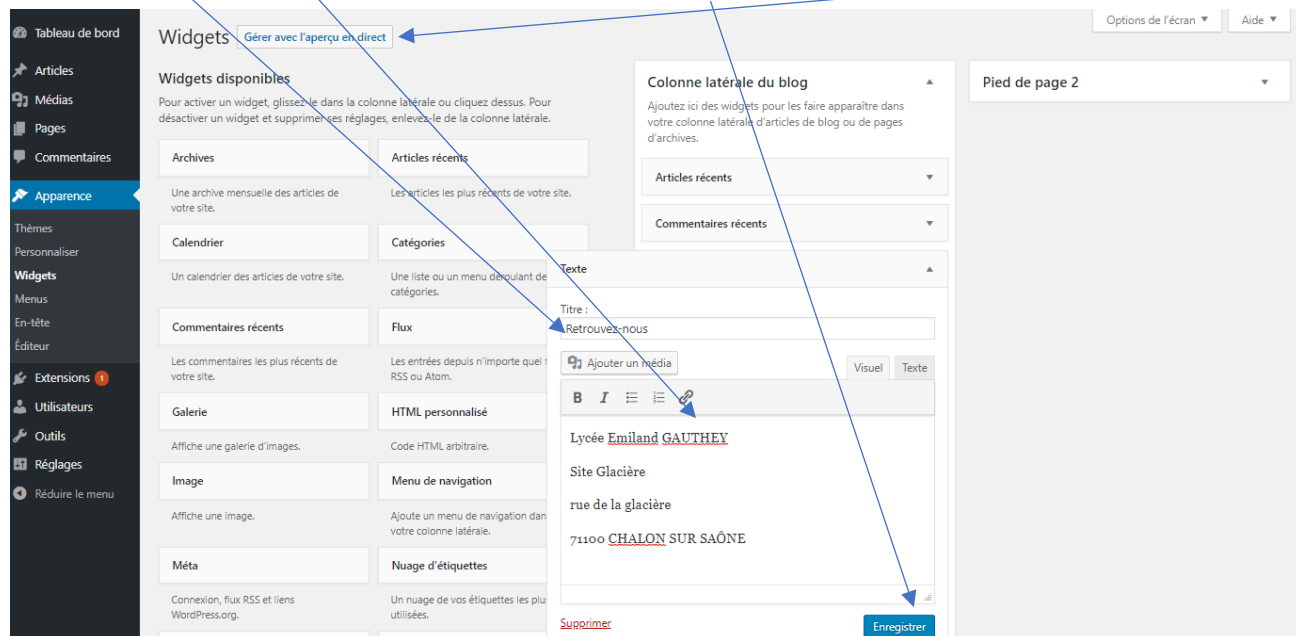 Options de l'écran ▼
Aide ▼
Tableau de bord
Articles
Médias
Pages
Commentaires
Apparence
Thèmes
Personnaliser
Widgets
Menus
En-tête
Éditeur
Extensions 1
Utilisateurs
Outils
Réglages
Réduire le menu
Widgets Gérer avec l'aperçu en direct
Widgets disponibles
Pour activer un widget, glissez-le dans la colonne latérale ou cliquez dessus. Pour
désactiver un widget et supprimer ses réglages, enlevez-le de la colonne latérale.
Archives
Une archive mensuelle des articles de
votre site.
Articles récents
Les articles les plus récents de votre site.
Calendrier
Un calendrier des articles de votre site.
Catégories
Une liste ou un menu déroulant de
catégories.
Commentaires récents
Les commentaires les plus récents de
votre site.
Flux
Les entrées depuis n'importe quel
RSS ou Atom.
Galerie
Affiche une galerie d'images.
HTML personnalisé
Code HTML arbitraire.
Image
Affiche une image.
Menu de navigation
Ajoute un menu de navigation dan
votre colonne latérale.
Méta
Connexion, flux RSS et liens
WordPress.org.
Nuage d'étiquettes
Un nuage de vos étiquettes les plu
utilisées.
Colonne latérale du blog
Ajoutez ici des widgets pour les faire apparaître dans
votre colonne latérale d'articles de blog ou de pages
d'archives.
Articles récents
Commentaires récents
Texte
Titre :
Retrouvez-nous
Ajouter un média
Visuel
Texte
B I
Lycée Emiland GAUTHEY
Site Glacière
rue de la glacière
71100 CHALON SUR SAÔNE
Supprimer
Enregistrer
Pied de page 2